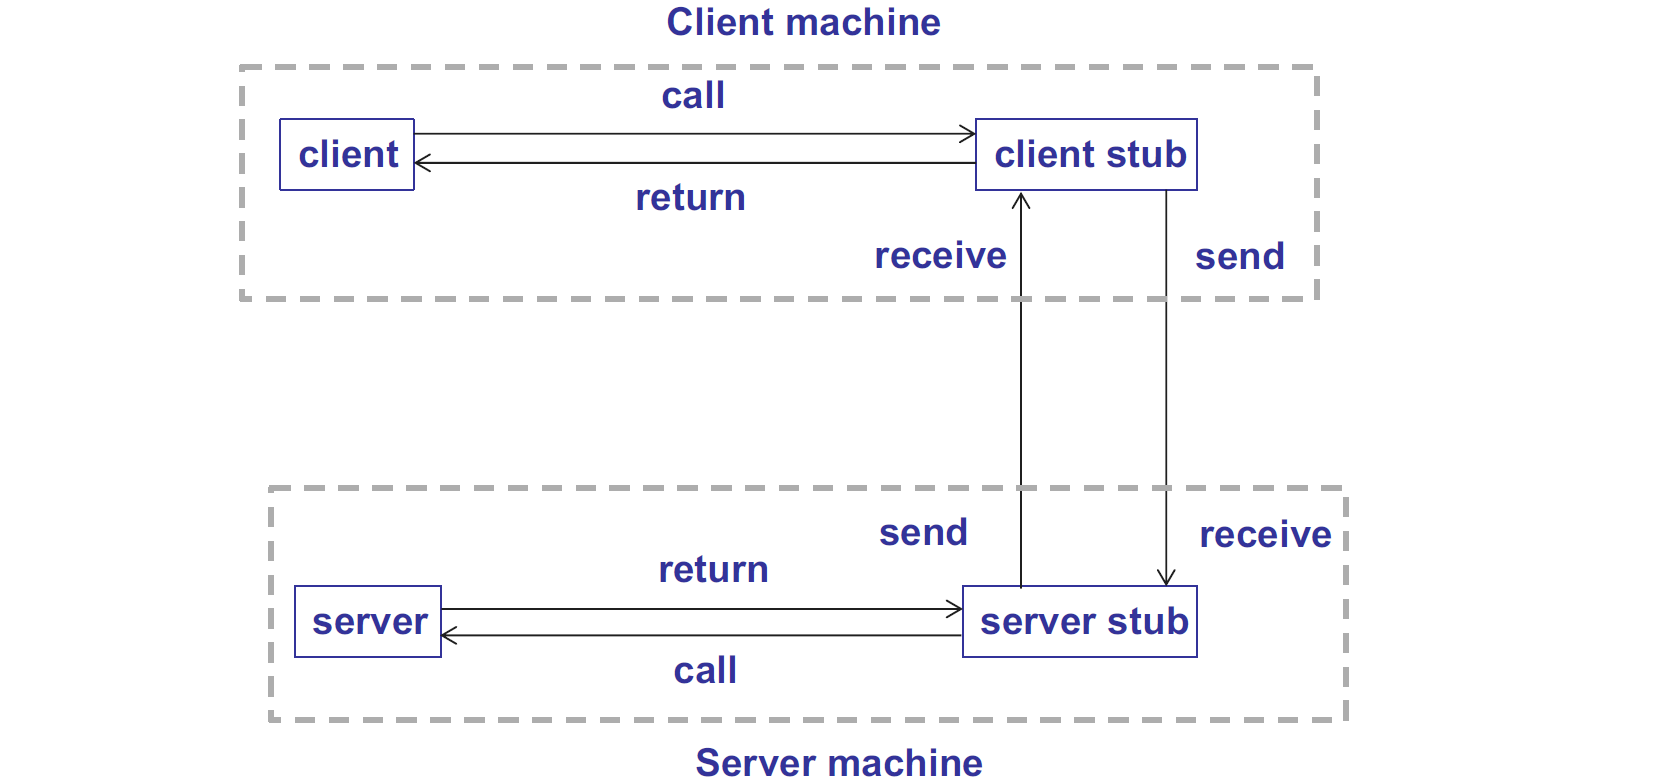 Client machine
call
client
client stub
return
receive
send
send
receive
return
server
server stub
call
Server machine